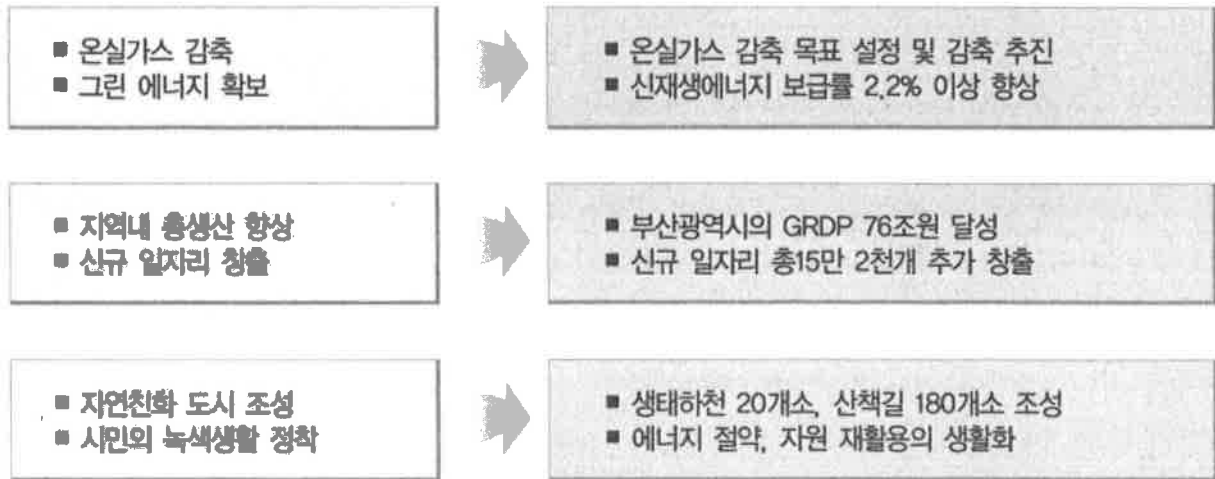 ■ 온실가스 감축
■ 그린 에너지 확보
■ 온실가스 감축 목표 설정 및 감축 추진
■ 신재생에너지 보급률 2.2% 이상 향상
■ 지역내 총생산 향상
■ 신규 일자리 창출
■ 부산광역시의 GRDP 76조원 달성
■ 신규 일자리 총15만 2천개 추가 창출
■ 자연친화 도시 조성
■ 시민의 녹색생활 정착
■ 생태하천 20개소, 산책길 180개소 조성
■ 에너지 절약, 자원 재활용의 생활화